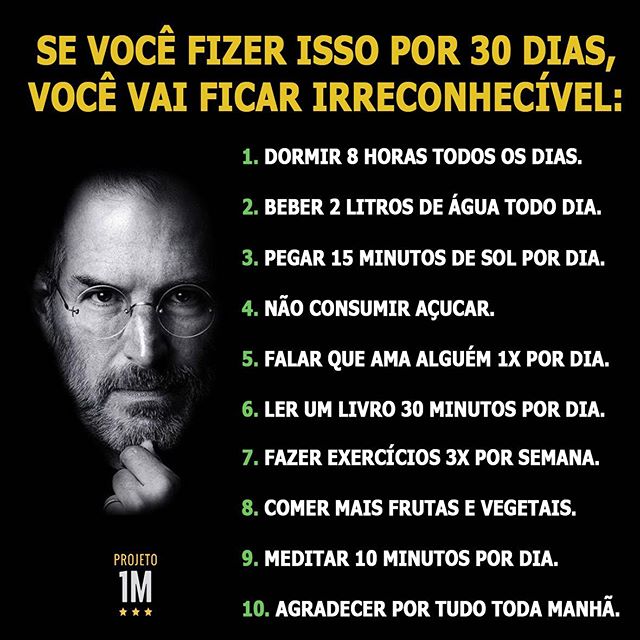 SE VOCÊ FIZER ISSO POR 30 DIAS,
VOCÊ VAI FICAR IRRECONHECÍVEL:
1. DORMIR 8 HORAS TODOS OS DIAS.
2. BEBER 2 LITROS DE ÁGUA TODO DIA.
3. PEGAR 15 MINUTOS DE SOL POR DIA.
4. NÃO CONSUMIR AÇUCAR.
5. FALAR QUE AMA ALGUÉM 1X POR DIA.
6. LER UM LIVRO 30 MINUTOS POR DIA.
7. FAZER EXERCÍCIOS 3X POR SEMANA.
8. COMER MAIS FRUTAS E VEGETAIS.
9. MEDITAR 10 MINUTOS POR DIA.
10. AGRADECER POR TUDO TODA MANHÃ.
PROJETO
1M